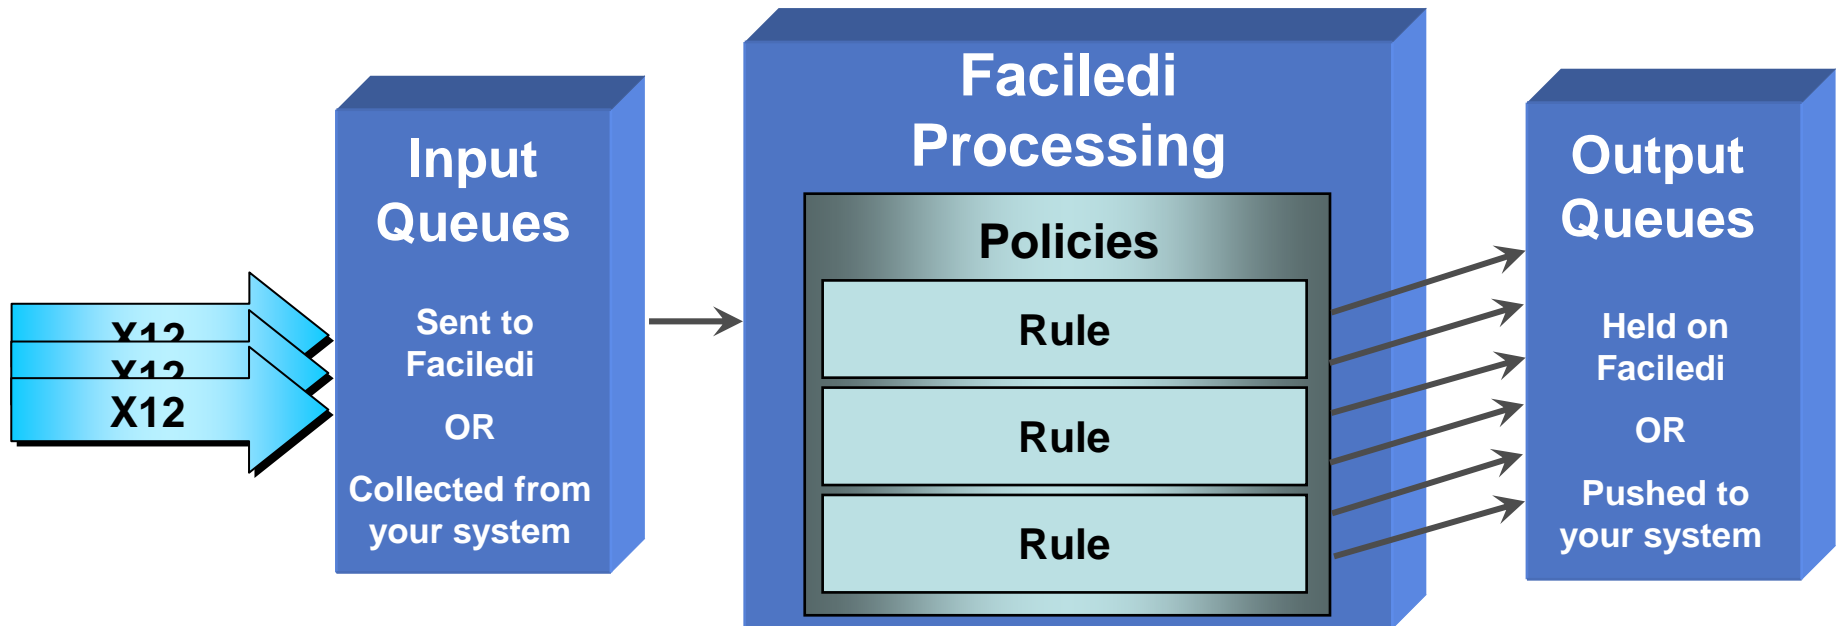 X12
X12
X12
Input
Queues
Sent to
Faciledi
OR
Collected from
your system
Faciledi
Processing
Policies
Rule
Rule
Rule
Output
Queues
Held on
Faciledi
OR
Pushed to
your system